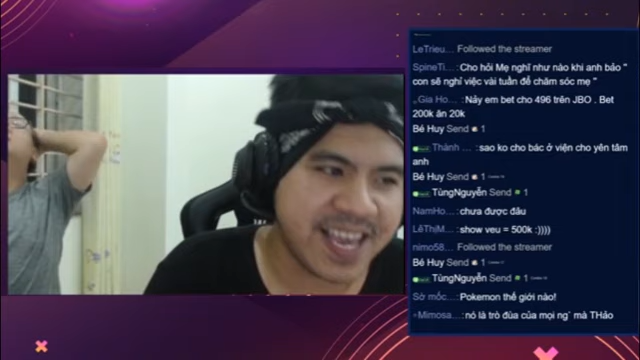 LeTrieu... Followed the streamer
SpineTi... : Cho hỏi Mẹ nghĩ như nào khi anh bảo "
con sẽ nghỉ việc vài tuần để chăm sóc mẹ "
Gia Ho... : Nảy em bet cho 496 trên JBO . Bet
200k ăn 20k
Bé Huy Send 1
Thành ... : sao ko cho bác ở viện cho yên tâm
anh
Bé Huy Send 1
TùngNguyễn Send 1
NamHo... : chưa được đâu
LêThịM... : show veu = 500k :))))
nimo58... Followed the streamer
Bé Huy Send 1
TùngNguyễn Send 1
Sờ mốc... : Pokemon thế giới nào!
Mimosa... : nó là trò đùa của mọi ng` mà THảo